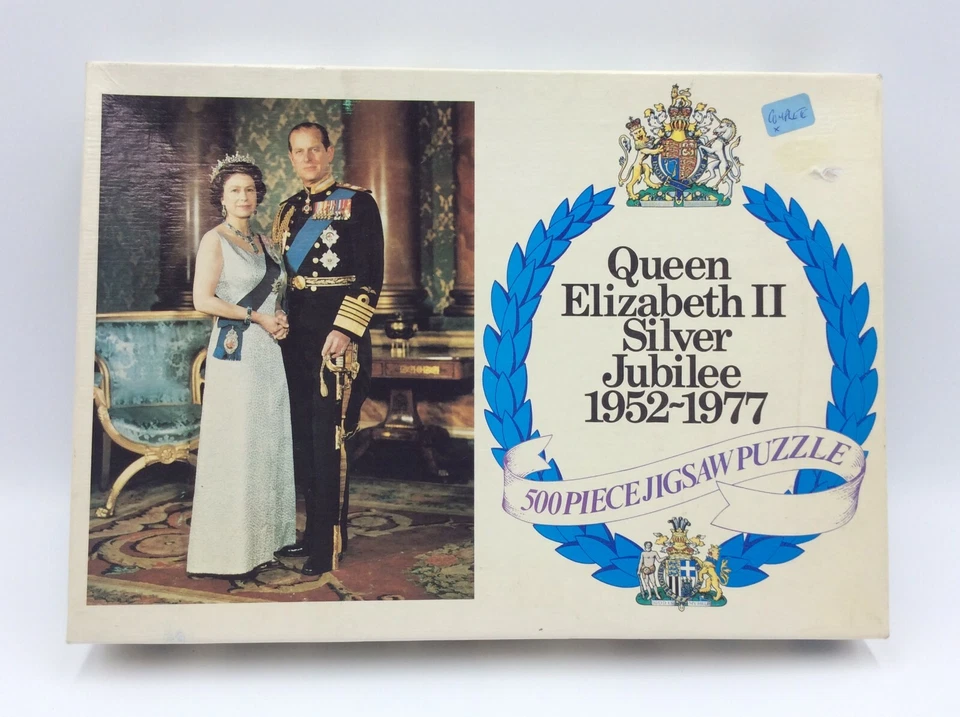 COMPLETE
x
Queen
Elizabeth II
Silver
Jubilee
1952~1977
500 PIECE JIGSAW PUZZLE